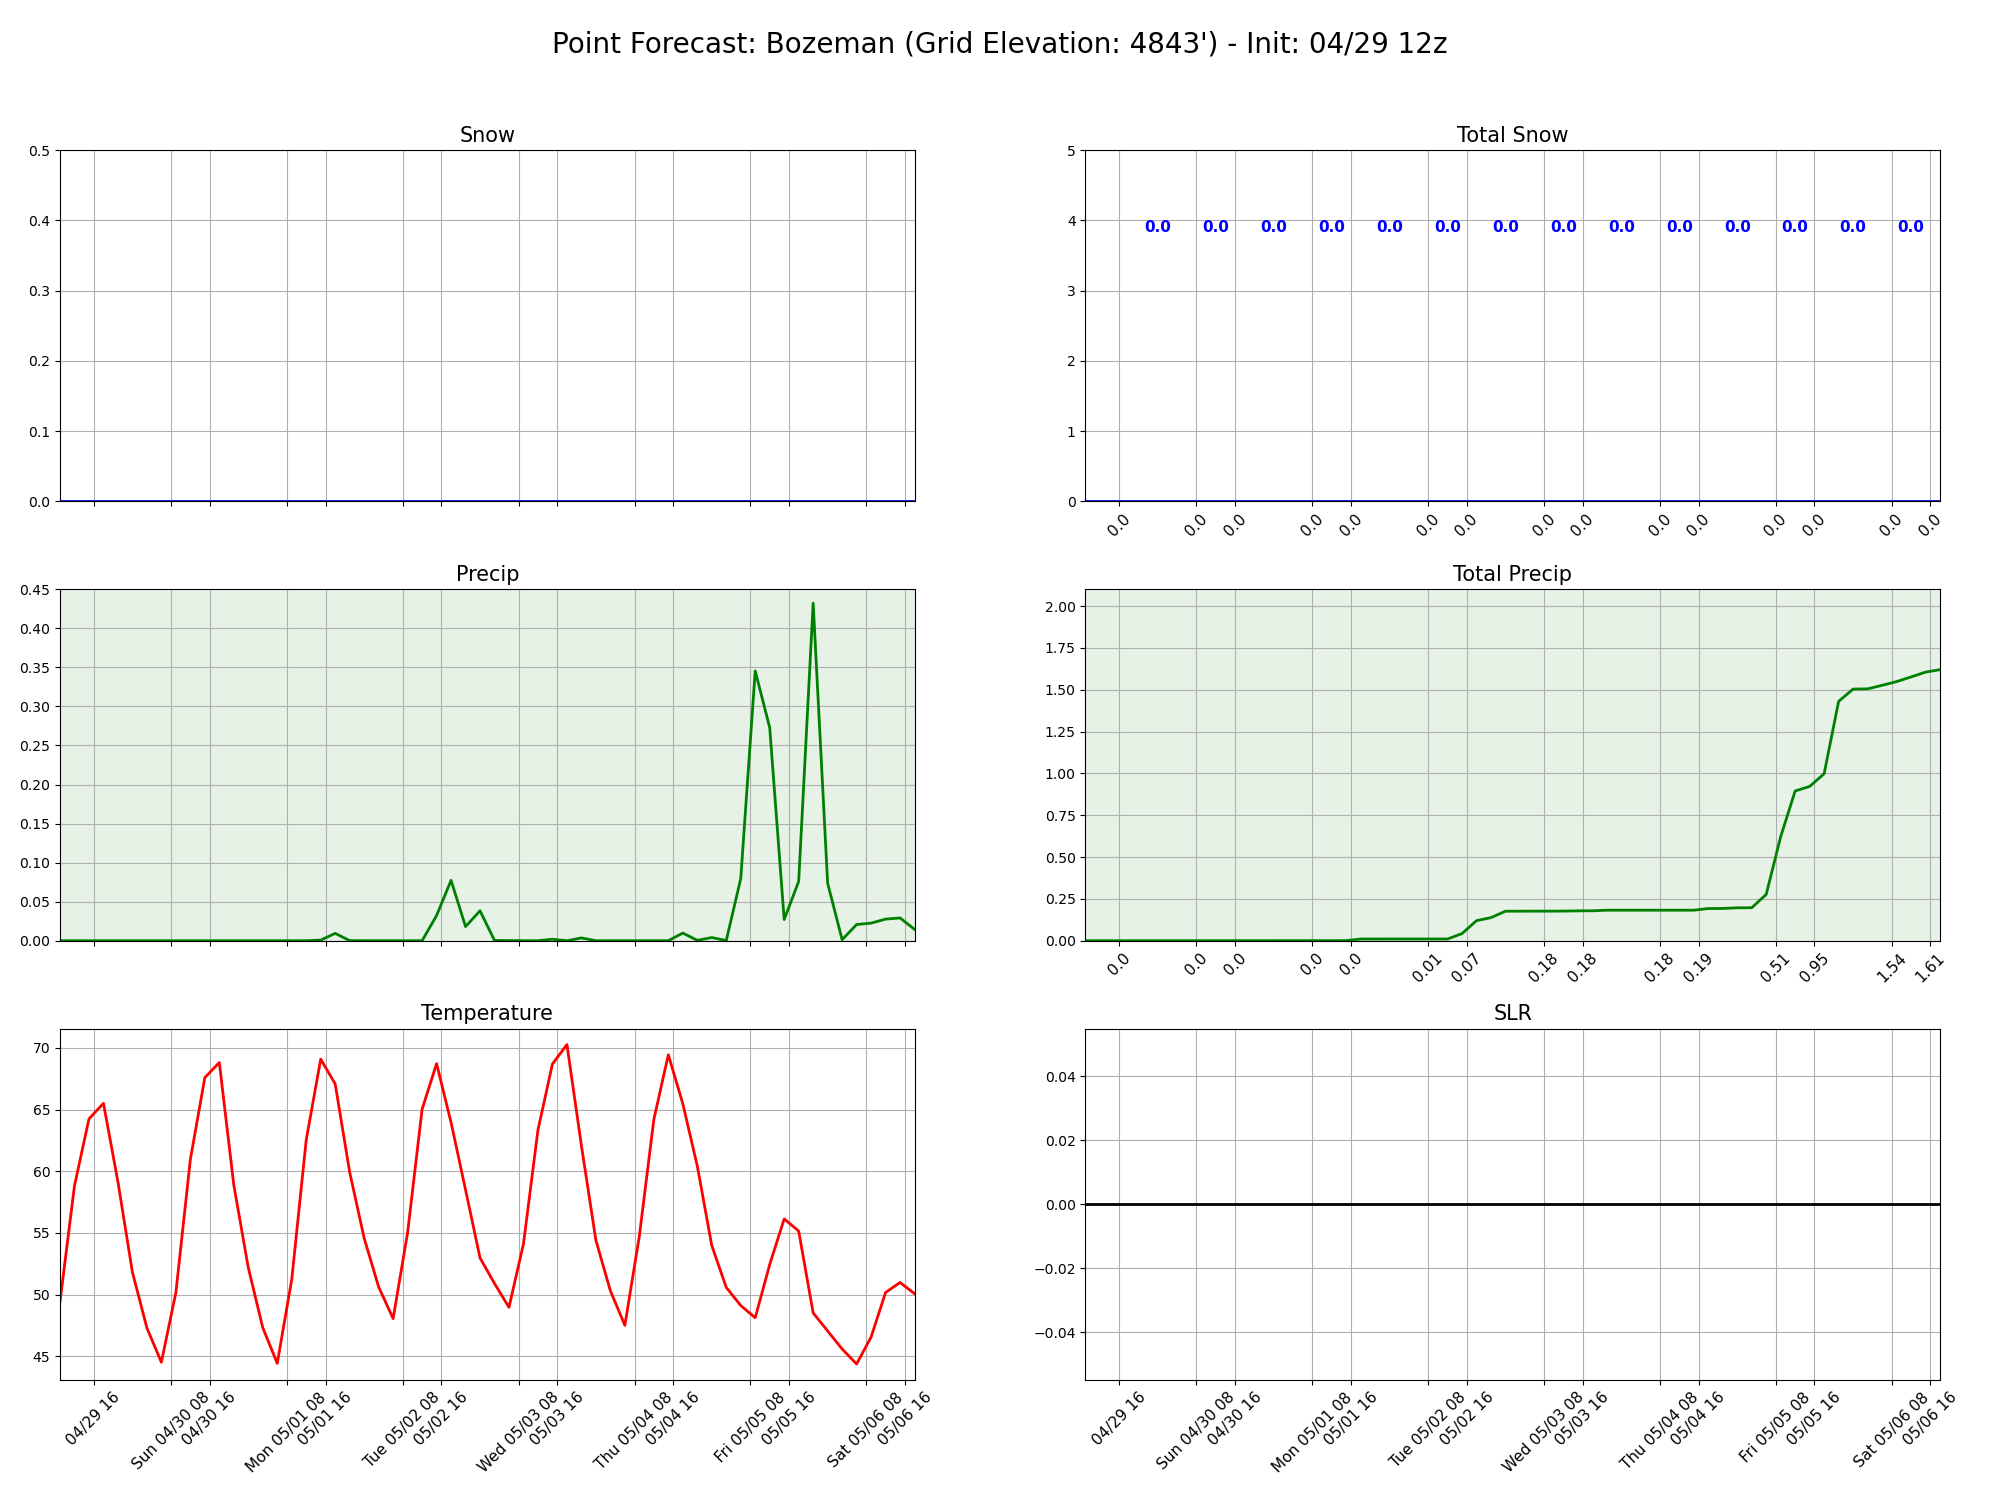 Point Forecast: Bozeman (Grid Elevation: 4843') - Init: 04/29 12z
Snow
0.5
0.4
0.3
0.2
0.1
0.0
Total Snow
5
4
3
2
1
0
0.0 0.0 0.0 0.0 0.0 0.0 0.0 0.0 0.0 0.0 0.0 0.0 0.0 0.0
0.0 0.0 0.0 0.0 0.0 0.0 0.0 0.0 0.0 0.0 0.0 0.0 0.0 0.0 0.0
Precip
0.45
0.40
0.35
0.30
0.25
0.20
0.15
0.10
0.05
0.00
Total Precip
2.00
1.75
1.50
1.25
1.00
0.75
0.50
0.25
0.00
0.0 0.0 0.0 0.0 0.0 0.01 0.07 0.18 0.18 0.18 0.19 0.51 0.95 1.54 1.61
Temperature
70
65
60
55
50
45
04/29 16
Sun 04/30 08
04/30 16
Mon 05/01 08
05/01 16
Tue 05/02 08
05/02 16
Wed 05/03 08
05/03 16
Thu 05/04 08
05/04 16
Fri 05/05 08
05/05 16
Sat 05/06 08
05/06 16
SLR
0.04
0.02
0.00
−0.02
−0.04
04/29 16
Sun 04/30 08
04/30 16
Mon 05/01 08
05/01 16
Tue 05/02 08
05/02 16
Wed 05/03 08
05/03 16
Thu 05/04 08
05/04 16
Fri 05/05 08
05/05 16
Sat 05/06 08
05/06 16